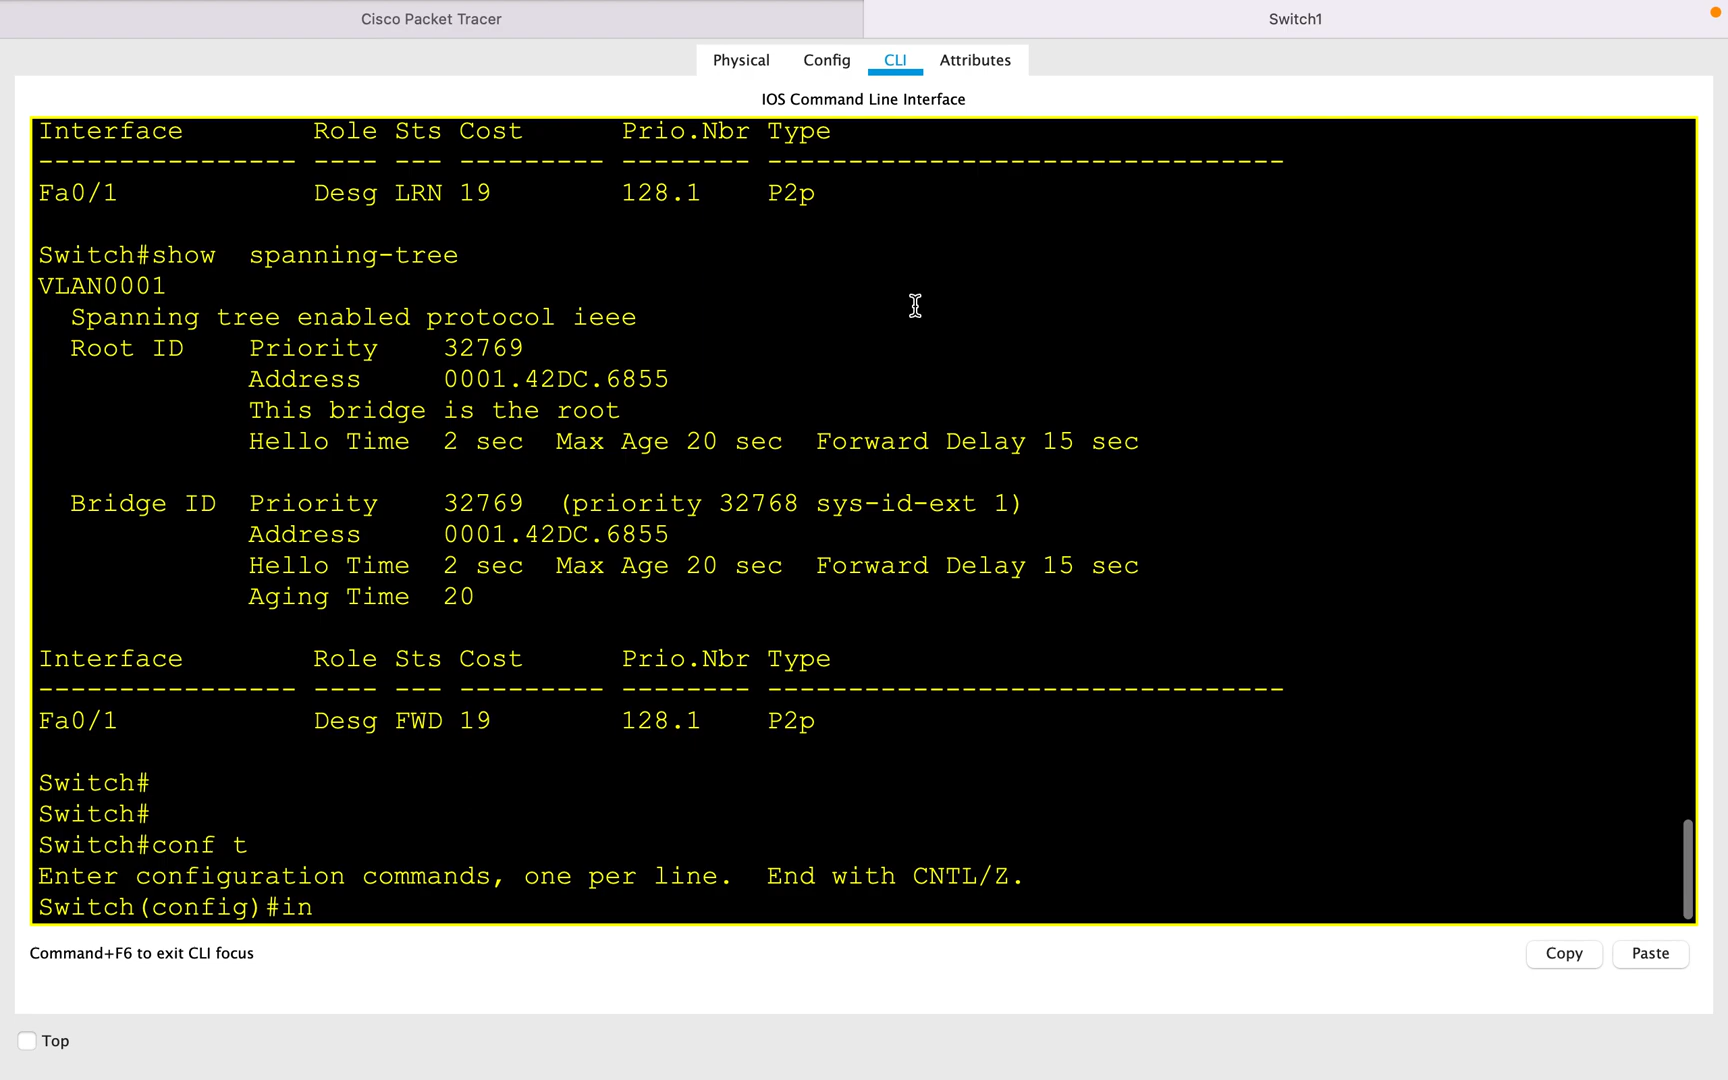 Cisco Packet Tracer
Switch1
Physical Config CLI Attributes
IOS Command Line Interface
Interface        Role Sts Cost      Prio.Nbr Type
---------------- ---- --- --------- -------- --------------------------------
Fa0/1            Desg LRN 19        128.1    P2p
Switch#show  spanning-tree
VLAN0001
  Spanning tree enabled protocol ieee
  Root ID    Priority    32769
             Address     0001.42DC.6855
             This bridge is the root
             Hello Time  2 sec  Max Age 20 sec  Forward Delay 15 sec
  Bridge ID  Priority    32769  (priority 32768 sys-id-ext 1)
             Address     0001.42DC.6855
             Hello Time  2 sec  Max Age 20 sec  Forward Delay 15 sec
             Aging Time  20
Interface        Role Sts Cost      Prio.Nbr Type
---------------- ---- --- --------- -------- --------------------------------
Fa0/1            Desg FWD 19        128.1    P2p
Switch#
Switch#
Switch#conf t
Enter configuration commands, one per line.  End with CNTL/Z.
Switch(config)#in
Command+F6 to exit CLI focus
Copy Paste
Top